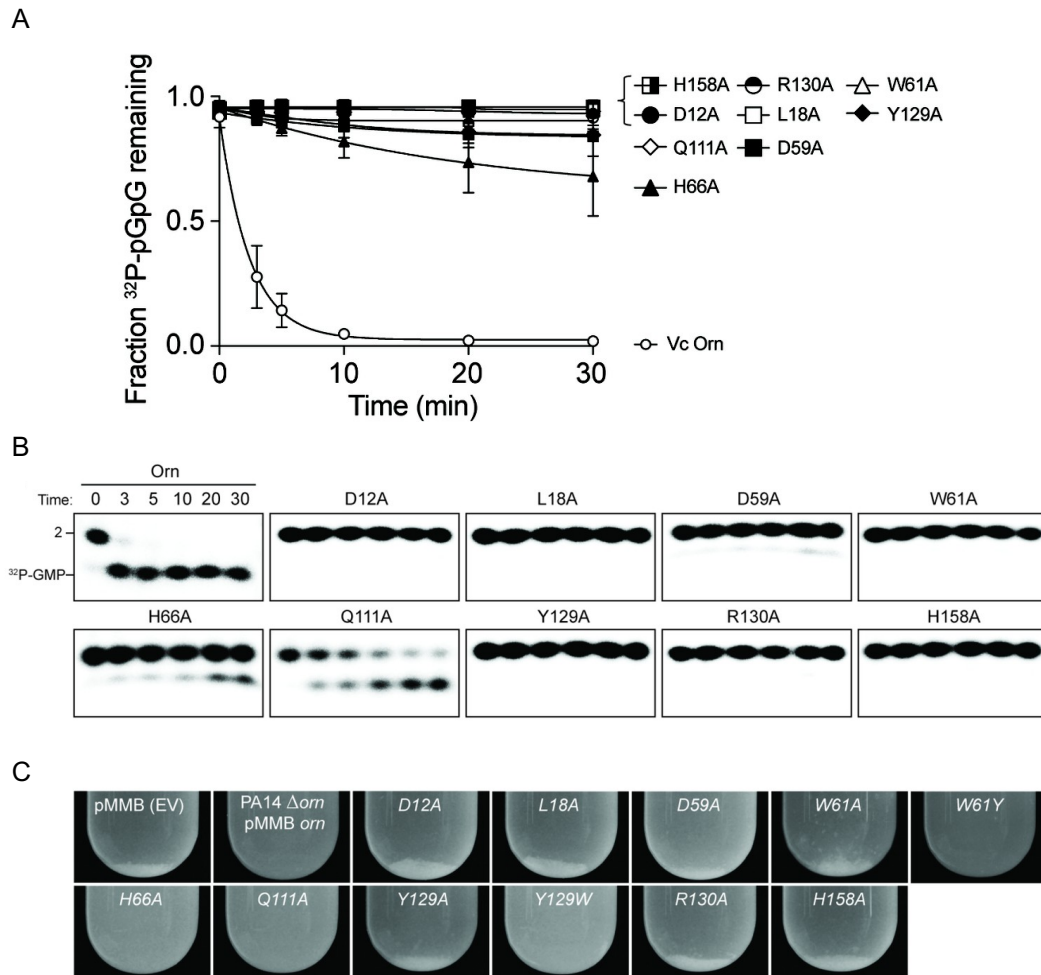 A
Fraction ³²P-pGpG remaining
1.0
0.5
0.0
0 10 20 30
Time (min)
H158A R130A W61A
D12A L18A Y129A
Q111A D59A
H66A
Vc Orn
B
Orn
Time: 0 3 5 10 20 30
D12A L18A D59A W61A
2
³²P-GMP
H66A Q111A Y129A R130A H158A
C
pMMB (EV) PA14 Δorn D12A L18A D59A W61A W61Y
pMMB orn
H66A Q111A Y129A Y129W R130A H158A